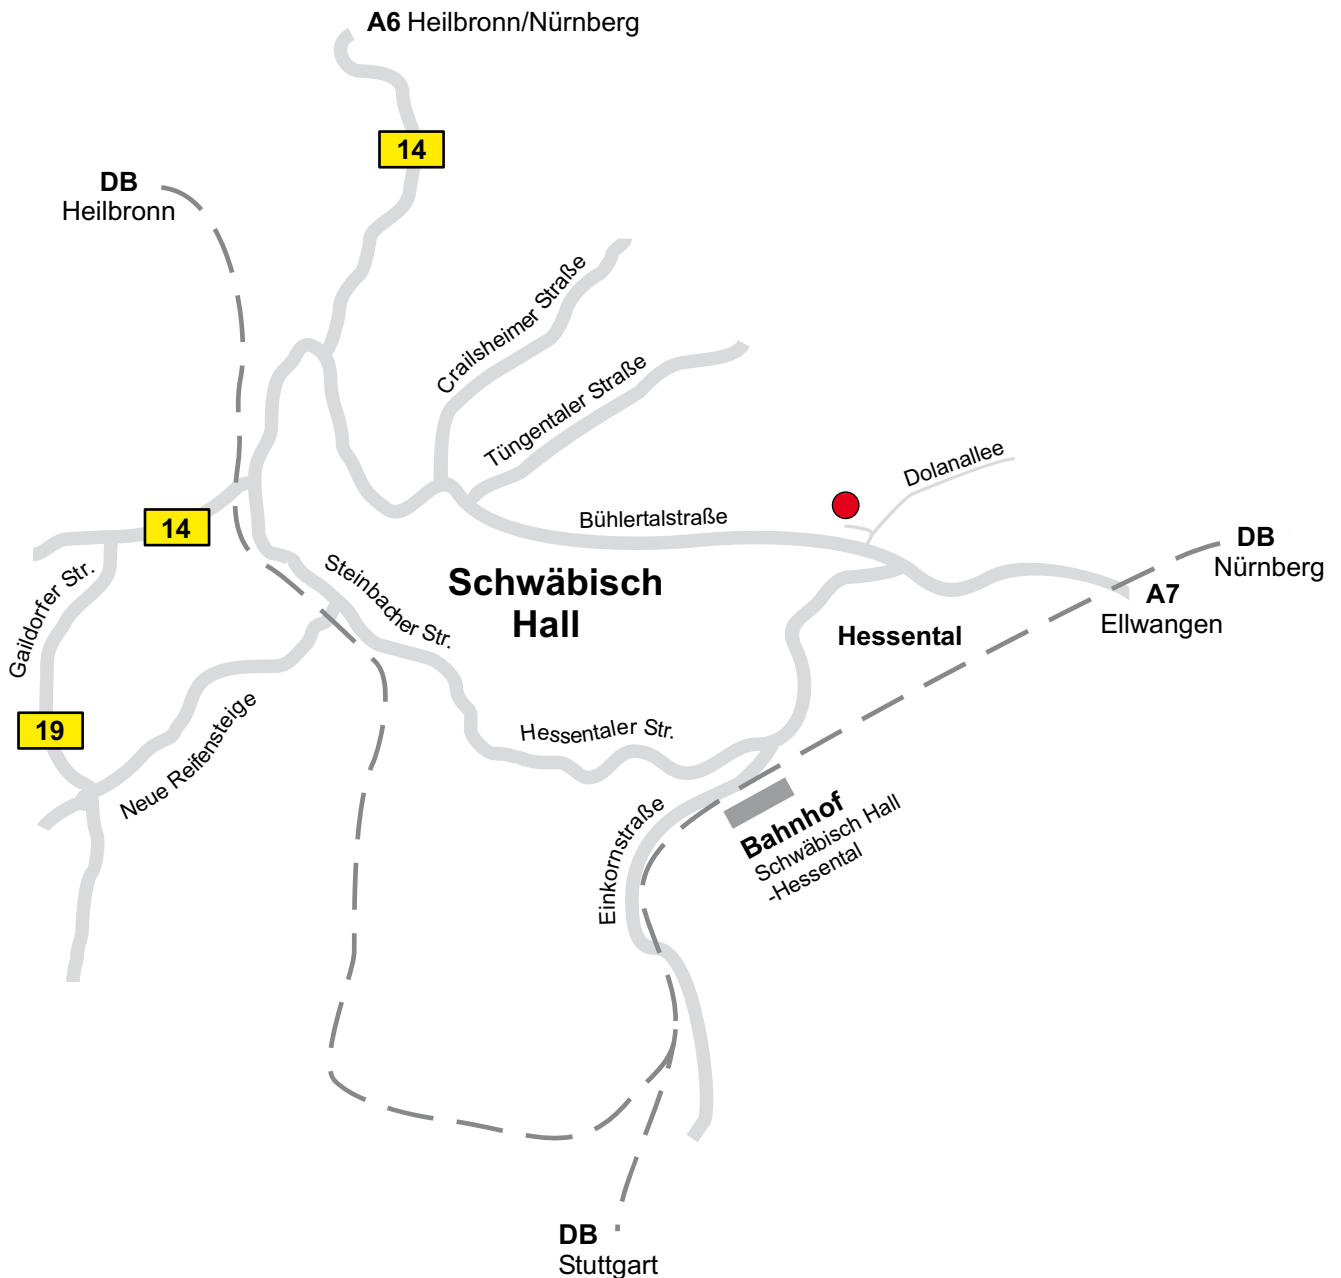 A6 Heilbronn/Nürnberg
14
DB
Heilbronn
Crailsheimer Straße
Tüngentaler Straße
Dolanallee
Bühlertalstraße
14
DB
Nürnberg
Gaildorfer Str.
Steinbacher Str.
Schwäbisch
Hall
A7
Ellwangen
Hessental
19
Neue Reifensteige
Hessentaler Str.
Einkornstraße
Bahnhof
Schwäbisch Hall
-Hessental
DB
Stuttgart